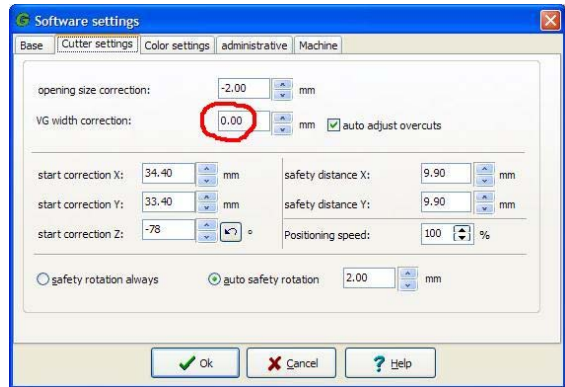 G Software settings
Base Cutter settings Color settings administrative Machine
opening size correction: -2.00 mm
VG width correction: 0.00 mm auto adjust overcuts
start correction X: 34.40 mm safety distance X: 9.90 mm
start correction Y: 33.40 mm safety distance Y: 9.90 mm
start correction Z: -78 ° Positioning speed: 100 %
safety rotation always auto safety rotation 2.00 mm
Ok Cancel ? Help